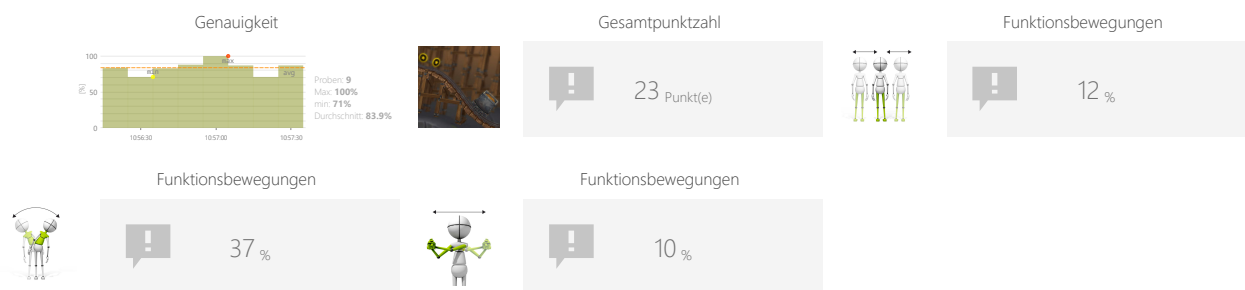 Genauigkeit
Gesamtpunktzahl
Funktionsbewegungen
100
50
0
[%]
min
max
avg
10:56:30
10:57:00
10:57:30
Proben: 9
Max: 100%
min: 71%
Durchschnitt: 83.9%
23 Punkt(e)
12 %
Funktionsbewegungen
Funktionsbewegungen
37 %
10 %